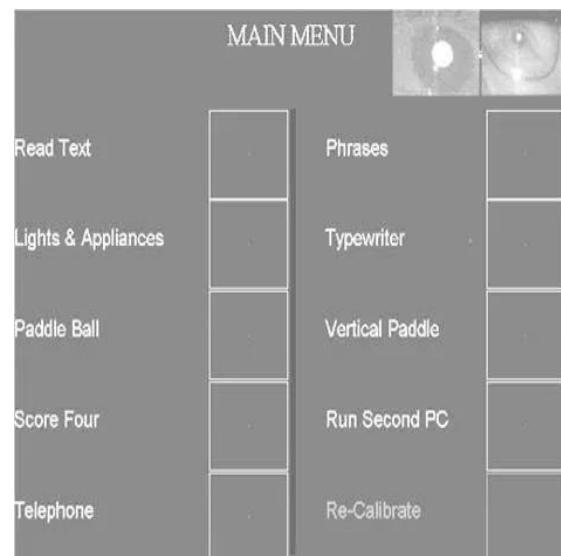 MAIN MENU
Read Text
Phrases
Lights & Appliances
Typewriter
Paddle Ball
Vertical Paddle
Score Four
Run Second PC
Telephone
Re-Calibrate